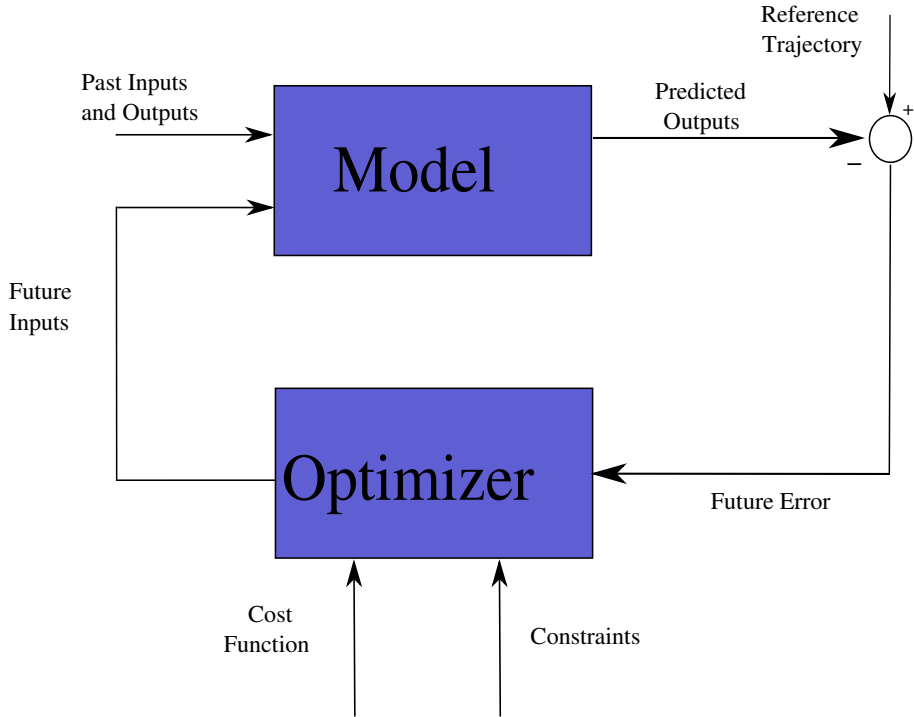 Reference
Trajectory
Past Inputs
and Outputs
Predicted
Outputs
+
−
Model
Future
Inputs
Optimizer
Future Error
Cost
Function
Constraints